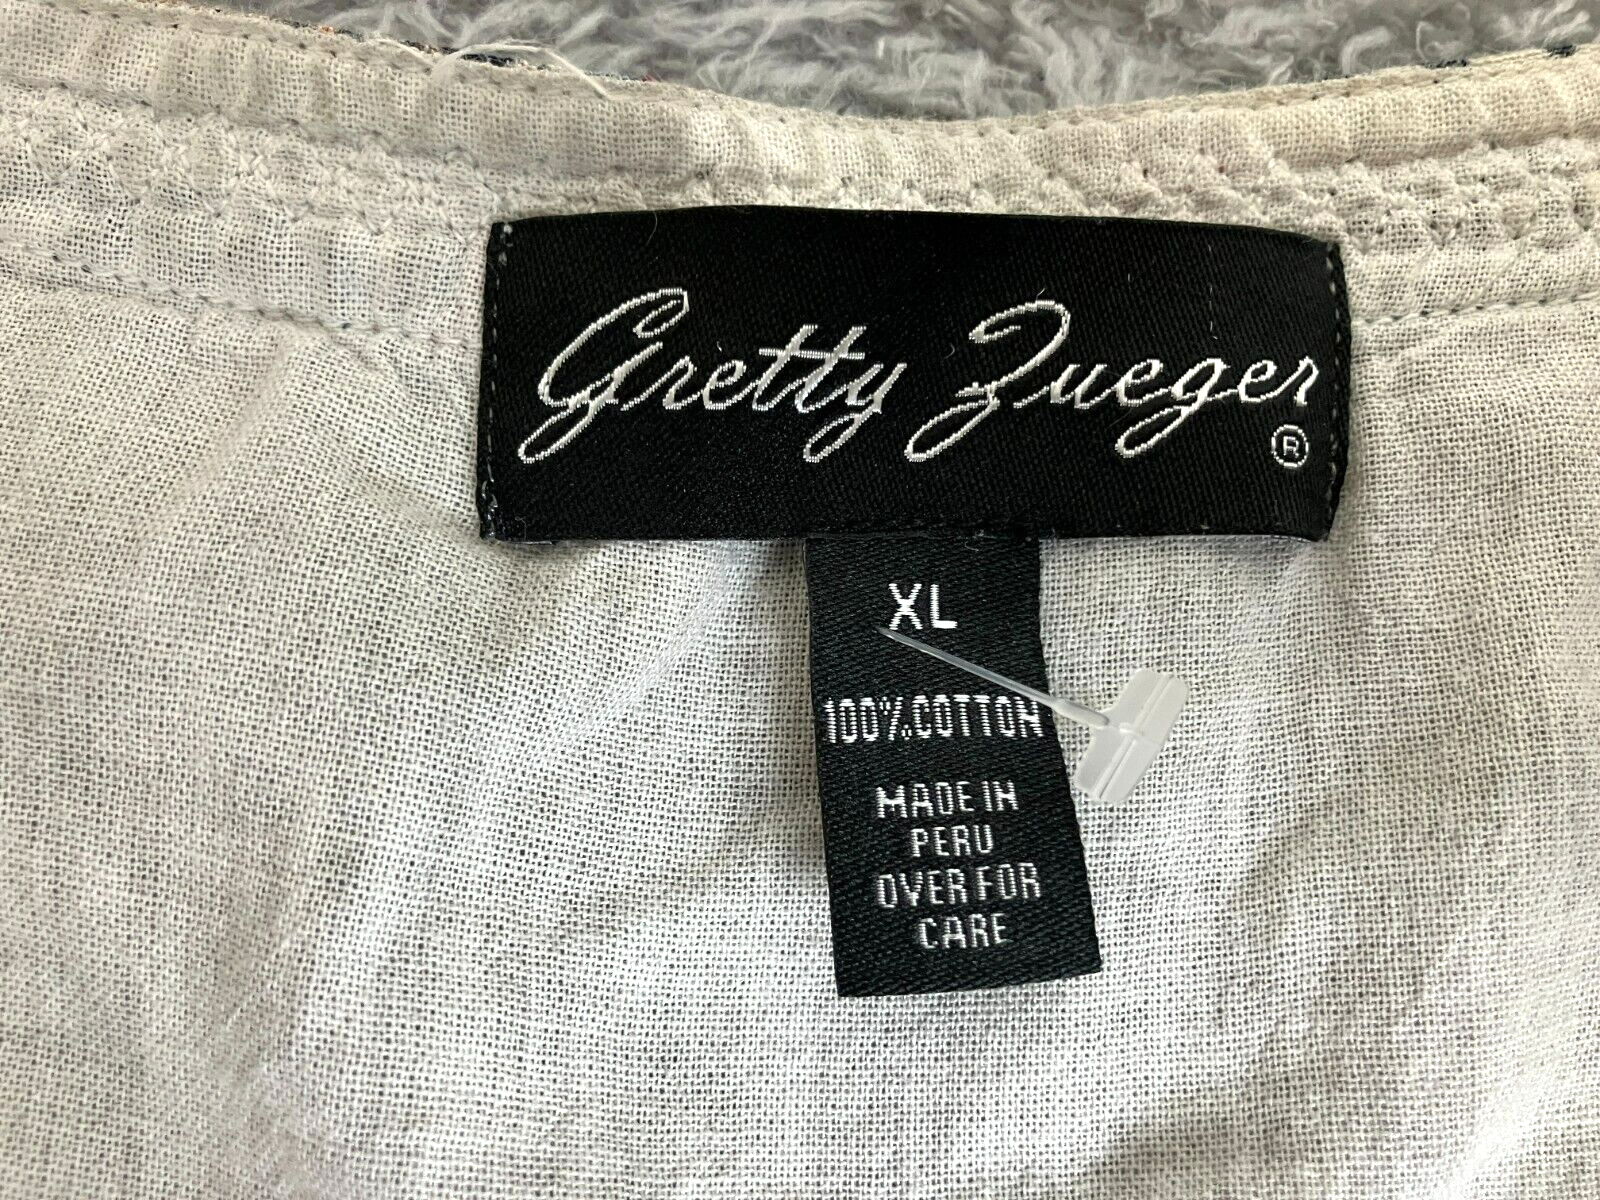 Gretty Zueger
®
XL
100% COTTON
MADE IN
PERU
OVER FOR
CARE